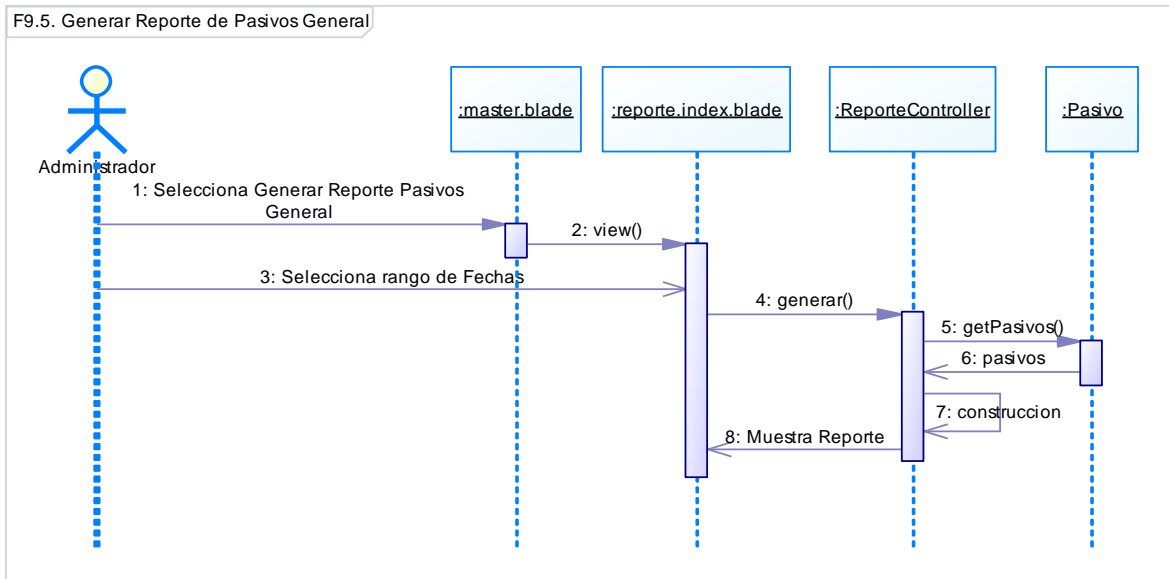 F9.5. Generar Reporte de Pasivos General
:master.blade
:reporte.index.blade
:ReporteController
:Pasivo
Administrador
1: Selecciona Generar Reporte Pasivos
General
2: view()
3: Selecciona rango de Fechas
4: generar()
5: getPasivos()
6: pasivos
7: construccion
8: Muestra Reporte